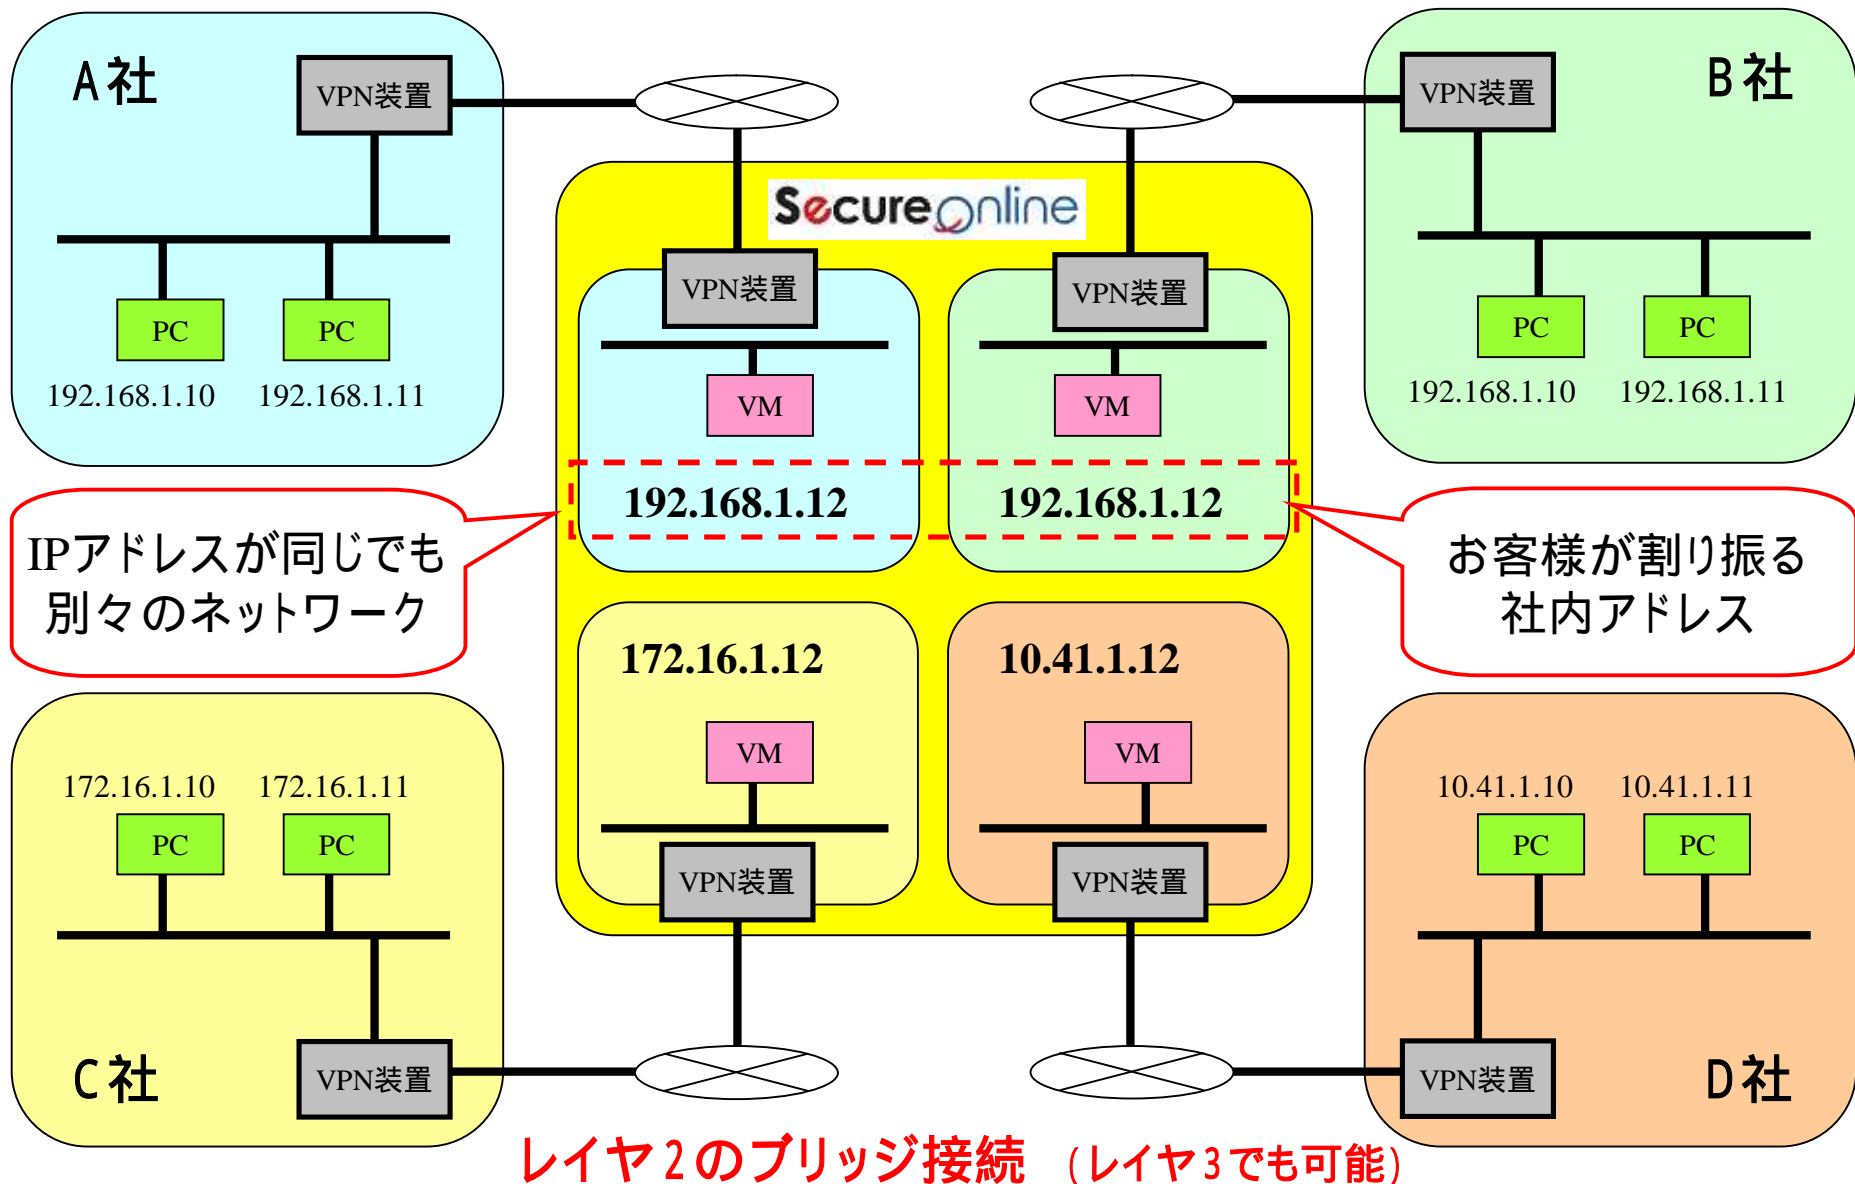 A社
VPN装置
PC
PC
192.168.1.10
192.168.1.11
B社
VPN装置
PC
PC
192.168.1.10
192.168.1.11
Secureonline
VPN装置
VM
192.168.1.12
VPN装置
VM
192.168.1.12
IPアドレスが同じでも
別々のネットワーク
お客様が割り振る
社内アドレス
172.16.1.12
VM
VPN装置
10.41.1.12
VM
VPN装置
172.16.1.10
172.16.1.11
PC
PC
C社
VPN装置
10.41.1.10
10.41.1.11
PC
PC
VPN装置
D社
レイヤ2のブリッジ接続 (レイヤ3でも可能)